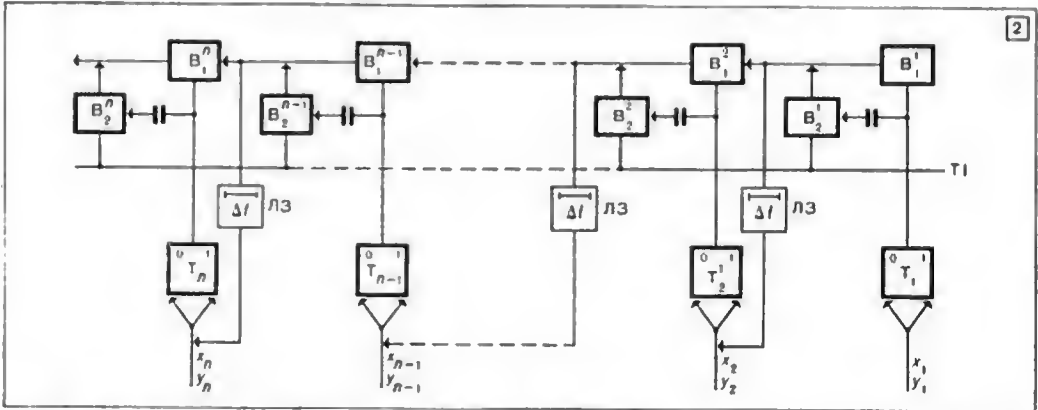 2
B₁ⁿ B₁ⁿ⁻¹ B₁² B₁¹
B₂ⁿ B₂ⁿ⁻¹ B₂² B₂¹
ТІ
Δt ЛЗ Δt ЛЗ Δt ЛЗ
0 1 0 1 0 1 0 1
Tₙ Tₙ₋₁ T₂¹ T₁
xₙ xₙ₋₁ x₂ x₁
yₙ yₙ₋₁ y₂ y₁